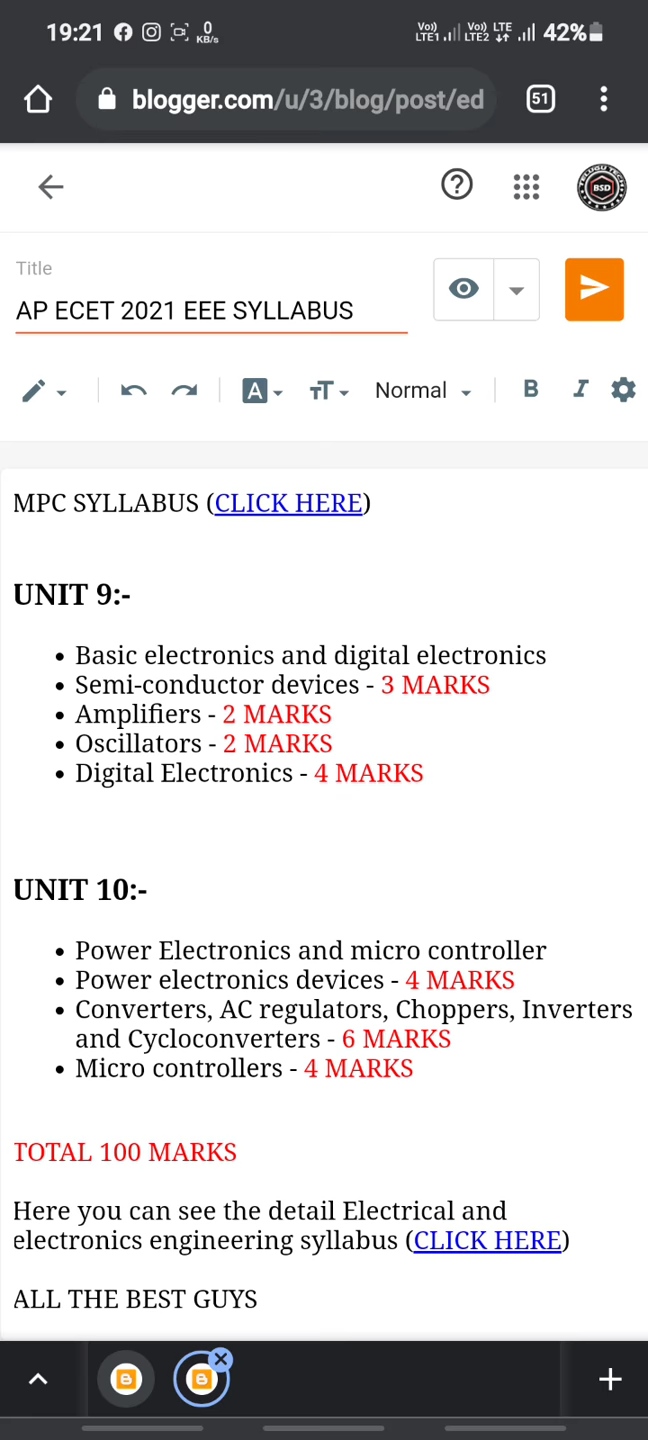 19:21 0 KB/s Vo)) LTE1 Vo)) LTE2 LTE 42%
blogger.com/u/3/blog/post/ed 51
TELUGU TECH BSD
Title
AP ECET 2021 EEE SYLLABUS
A TT Normal B I
MPC SYLLABUS (CLICK HERE)
UNIT 9:-
• Basic electronics and digital electronics
• Semi-conductor devices - 3 MARKS
• Amplifiers - 2 MARKS
• Oscillators - 2 MARKS
• Digital Electronics - 4 MARKS
UNIT 10:-
• Power Electronics and micro controller
• Power electronics devices - 4 MARKS
• Converters, AC regulators, Choppers, Inverters
and Cycloconverters - 6 MARKS
• Micro controllers - 4 MARKS
TOTAL 100 MARKS
Here you can see the detail Electrical and
electronics engineering syllabus (CLICK HERE)
ALL THE BEST GUYS